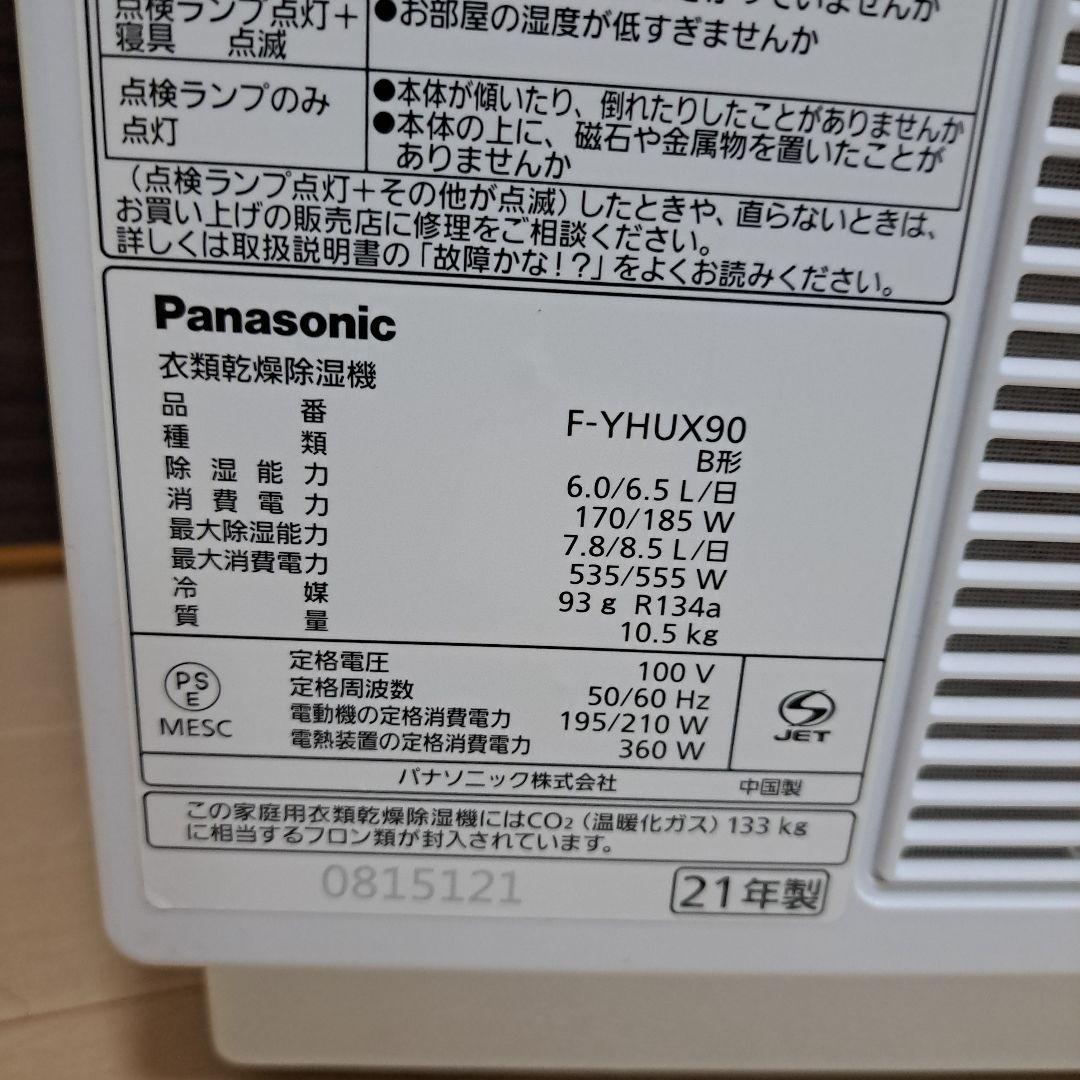 点検ランプ点灯＋
寝具 点滅
ていませんか
●お部屋の湿度が低すぎませんか
点検ランプのみ
点灯
●本体が傾いたり、倒れたりしたことがありませんか
●本体の上に、磁石や金属物を置いたことが
ありませんか
（点検ランプ点灯＋その他が点滅）したときや、直らないときは、
お買い上げの販売店に修理をご相談ください。
詳しくは取扱説明書の「故障かな！？」をよくお読みください。
Panasonic
衣類乾燥除湿機
品番 F-YHUX90
種類 B形
除湿能力 6.0/6.5 L/日
消費電力 170/185 W
最大除湿能力 7.8/8.5 L/日
最大消費電力 535/555 W
冷媒 93 g R134a
質量 10.5 kg
PS
E
MESC
定格電圧 100 V
定格周波数 50/60 Hz
電動機の定格消費電力 195/210 W
電熱装置の定格消費電力 360 W
S
JET
パナソニック株式会社 中国製
この家庭用衣類乾燥除湿機にはCO₂（温暖化ガス）133 kg
に相当するフロン類が封入されています。
0815121
21年製